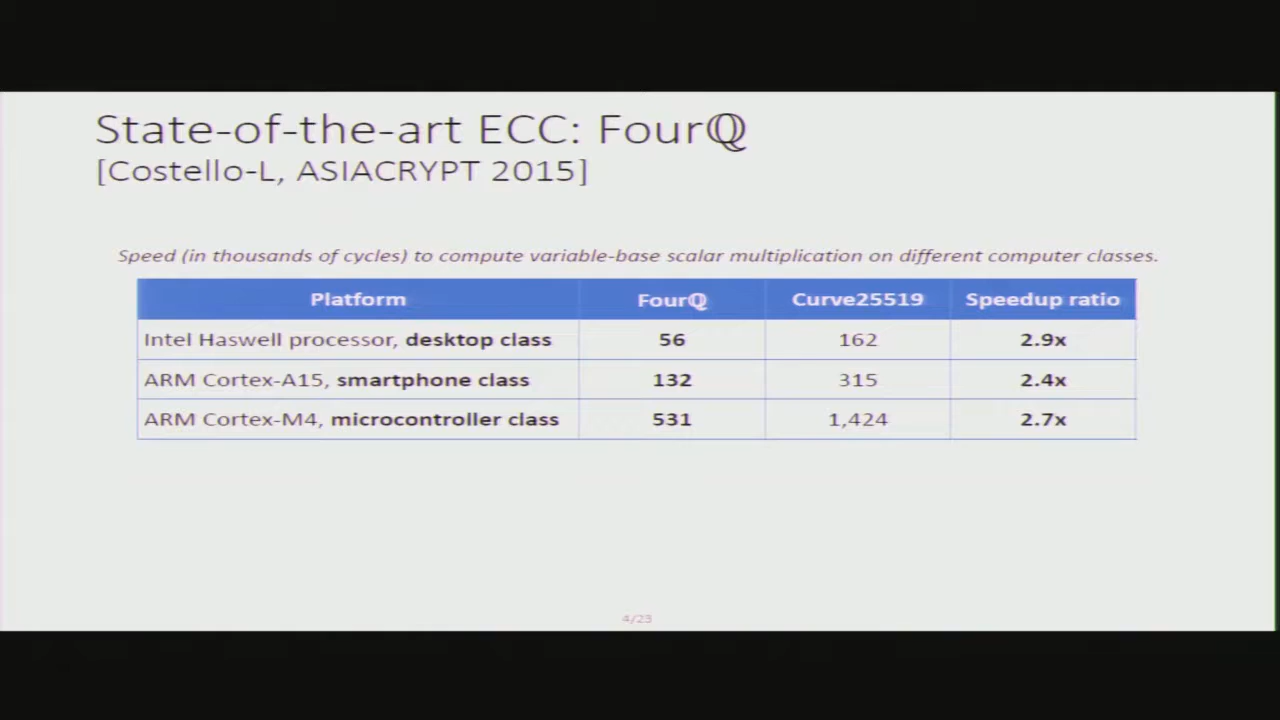 State-of-the-art ECC: Fourℚ
[Costello-L, ASIACRYPT 2015]
Speed (in thousands of cycles) to compute variable-base scalar multiplication on different computer classes.
Platform Fourℚ Curve25519 Speedup ratio
Intel Haswell processor, desktop class 56 162 2.9x
ARM Cortex-A15, smartphone class 132 315 2.4x
ARM Cortex-M4, microcontroller class 531 1,424 2.7x
4/23